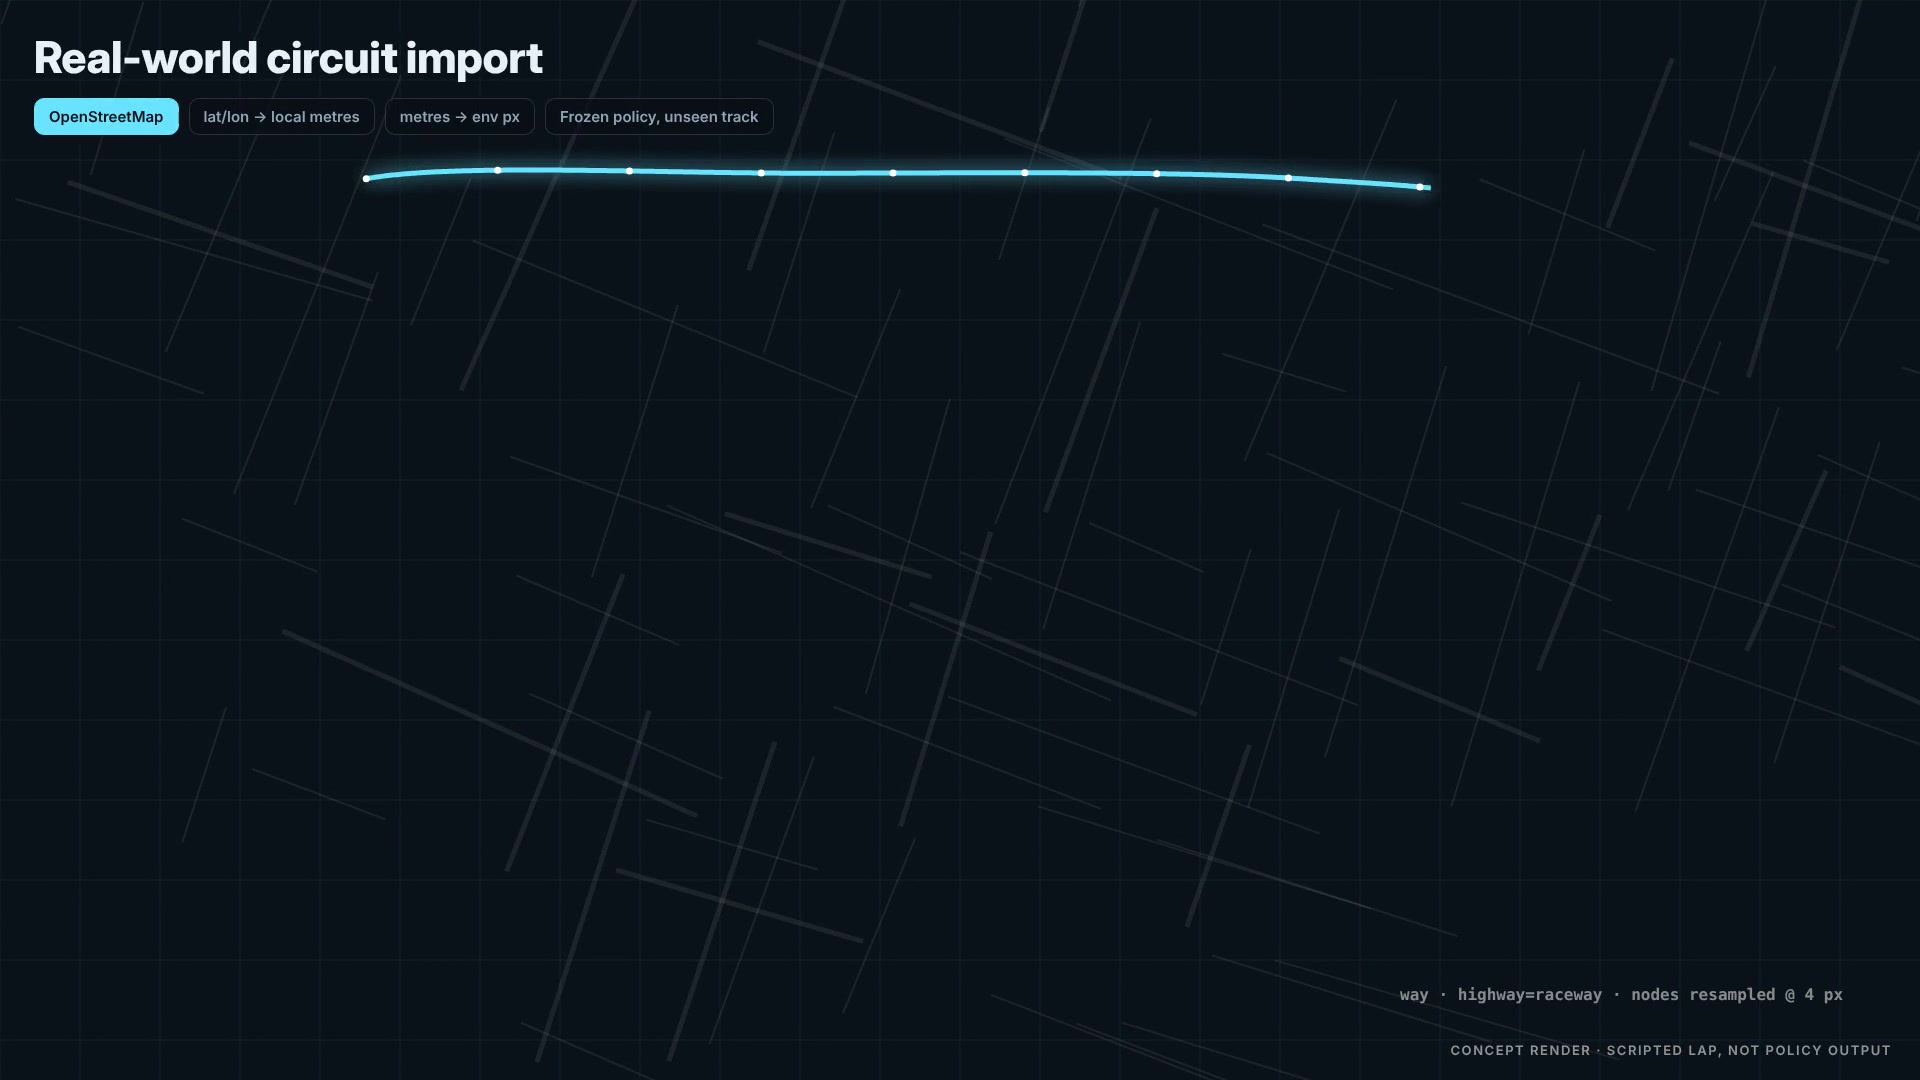 Real-world circuit import
OpenStreetMap
lat/lon → local metres
metres → env px
Frozen policy, unseen track
way · highway=raceway · nodes resampled @ 4 px
CONCEPT RENDER · SCRIPTED LAP, NOT POLICY OUTPUT